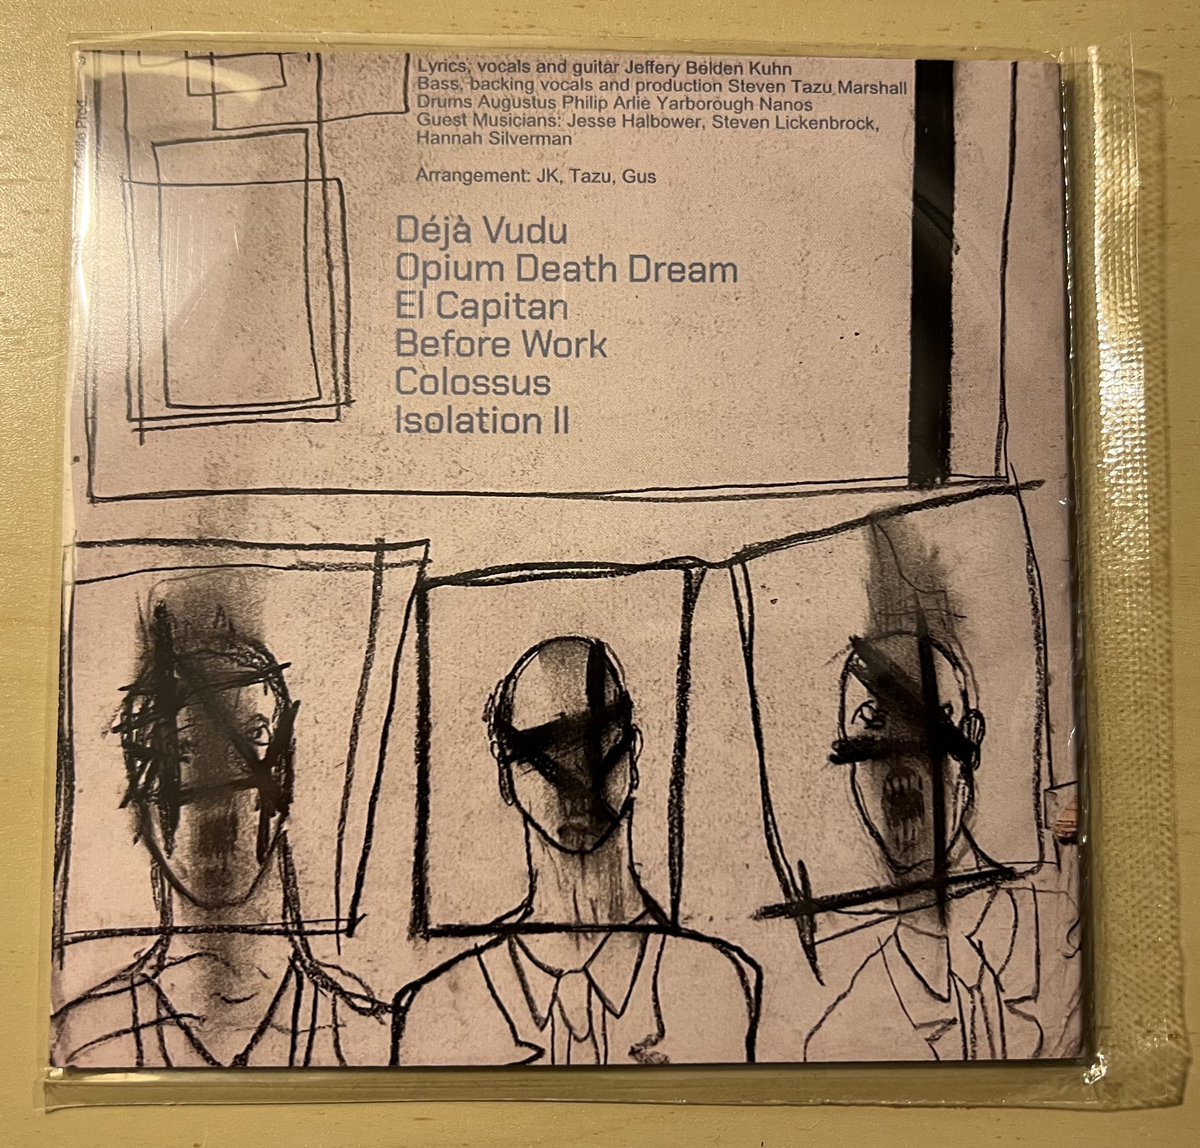 Lyrics, vocals and guitar Jeffery Belden Kuhn
Bass, backing vocals and production Steven Tazu Marshall
Drums Augustus Philip Arlie Yarborough Nanos
Guest Musicians: Jesse Halbower, Steven Lickenbrock,
Hannah Silverman
Arrangement: JK, Tazu, Gus
Déjà Vudu
Opium Death Dream
El Capitan
Before Work
Colossus
Isolation II